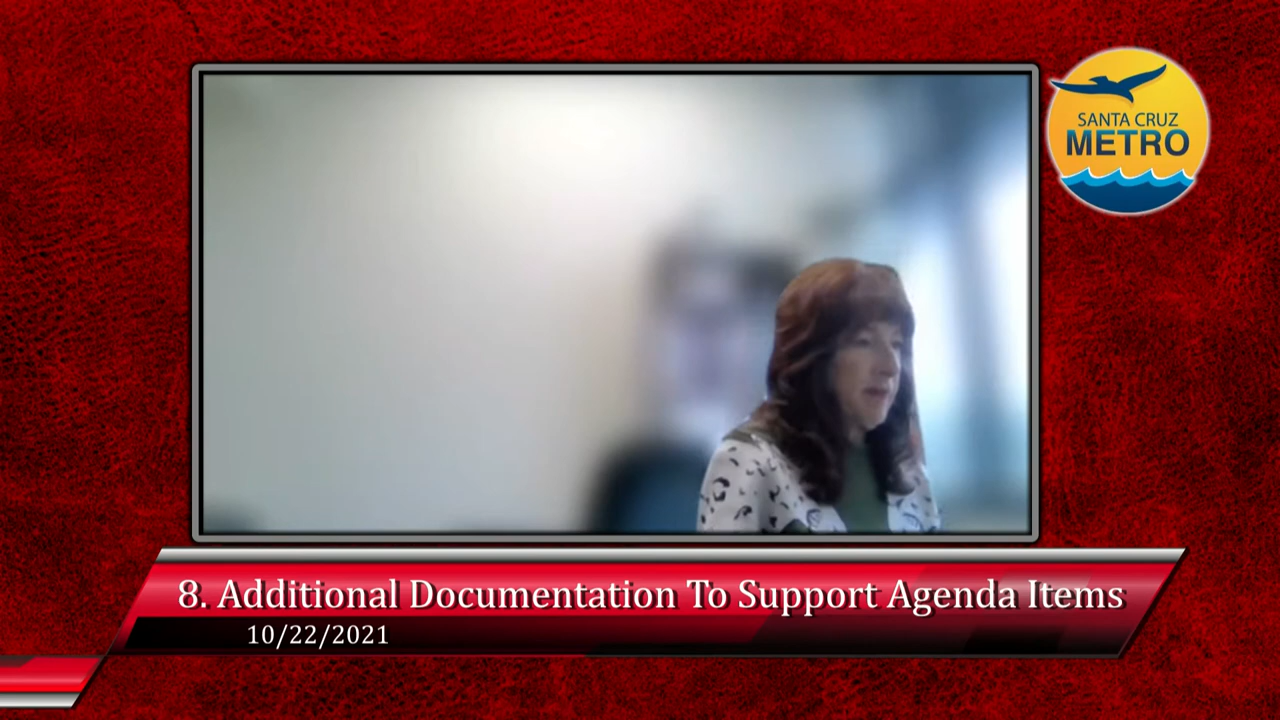 SANTA CRUZ
METRO
8. Additional Documentation To Support Agenda Items
10/22/2021